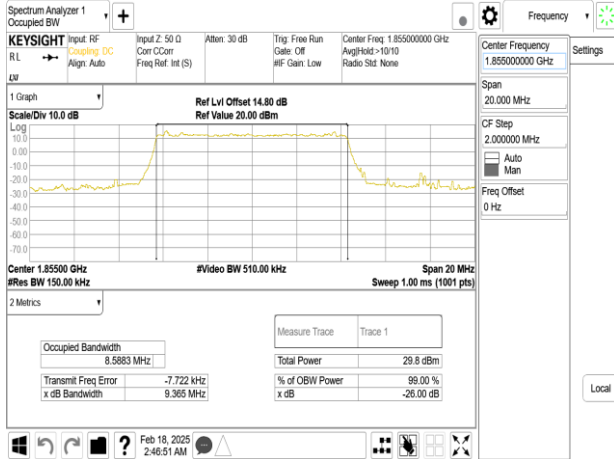 Spectrum Analyzer 1
Occupied BW
Frequency
KEYSIGHT
RL
Input: RF
Coupling: DC
Align: Auto
Input Z: 50 Ω
Corr CCorr
Freq Ref: Int (S)
Atten: 30 dB
Trig: Free Run
Gate: Off
#IF Gain: Low
Center Freq: 1.855000000 GHz
Avg|Hold:>10/10
Radio Std: None
Center Frequency
1.855000000 GHz
Settings
Span
20.000 MHz
CF Step
2.000000 MHz
Auto
Man
Freq Offset
0 Hz
Local
1 Graph
Scale/Div 10.0 dB
Ref Lvl Offset 14.80 dB
Ref Value 20.00 dBm
Log
10.0
0.00
-10.0
-20.0
-30.0
-40.0
-50.0
-60.0
-70.0
Center 1.85500 GHz
#Video BW 510.00 kHz
Span 20 MHz
#Res BW 150.00 kHz
Sweep 1.00 ms (1001 pts)
2 Metrics
Measure Trace Trace 1
Occupied Bandwidth
8.5883 MHz
Total Power 29.8 dBm
Transmit Freq Error -7.722 kHz
% of OBW Power 99.00 %
x dB Bandwidth 9.365 MHz
x dB -26.00 dB
?
Feb 18, 2025
2:46:51 AM